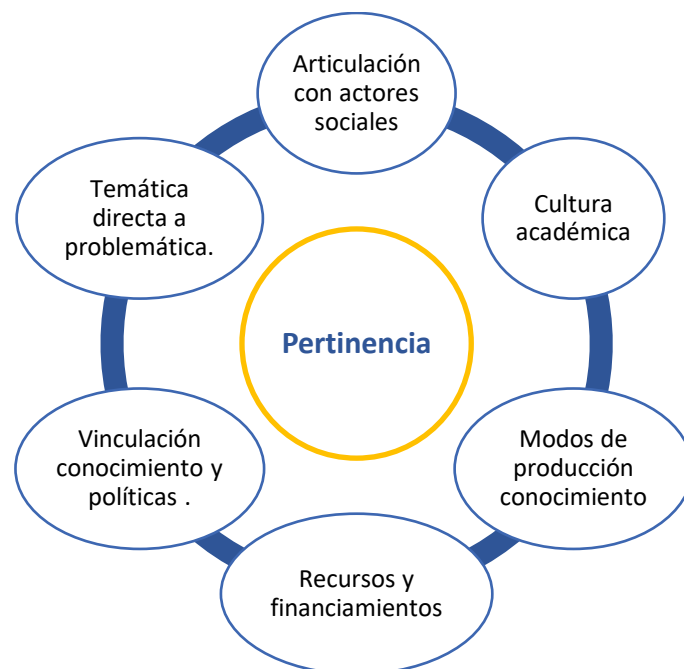 Articulación
con actores
sociales
Cultura
académica
Modos de
producción
conocimiento
Recursos y
financiamientos
Vinculación
conocimiento y
políticas .
Temática
directa a
problemática.
Pertinencia